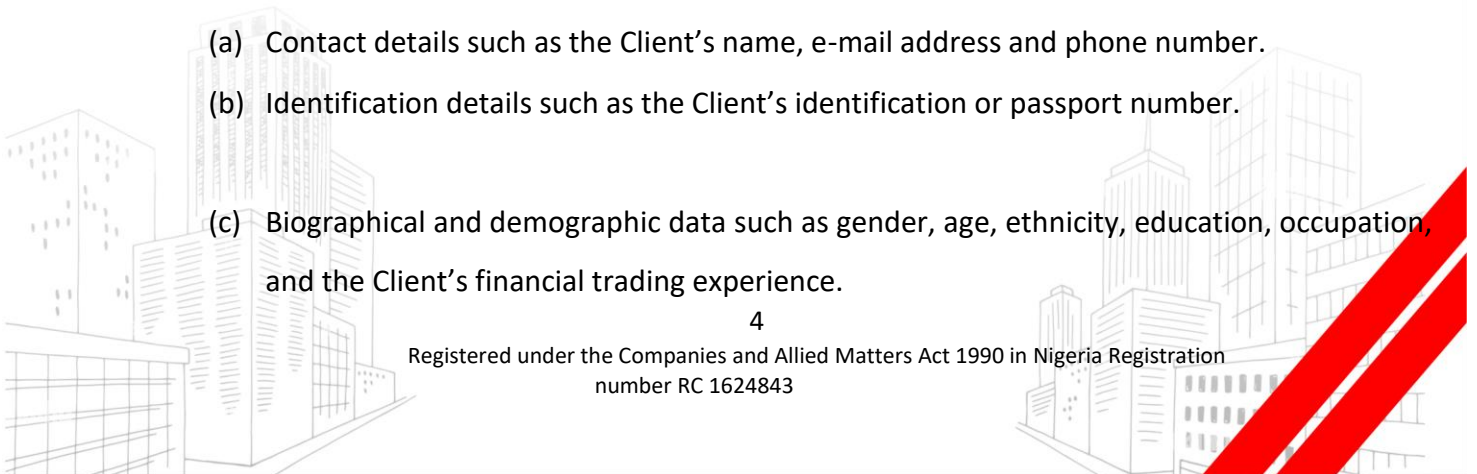 (a) Contact details such as the Client’s name, e-mail address and phone number.
(b) Identification details such as the Client’s identification or passport number.
(c) Biographical and demographic data such as gender, age, ethnicity, education, occupation,
and the Client’s financial trading experience.
4
Registered under the Companies and Allied Matters Act 1990 in Nigeria Registration
number RC 1624843